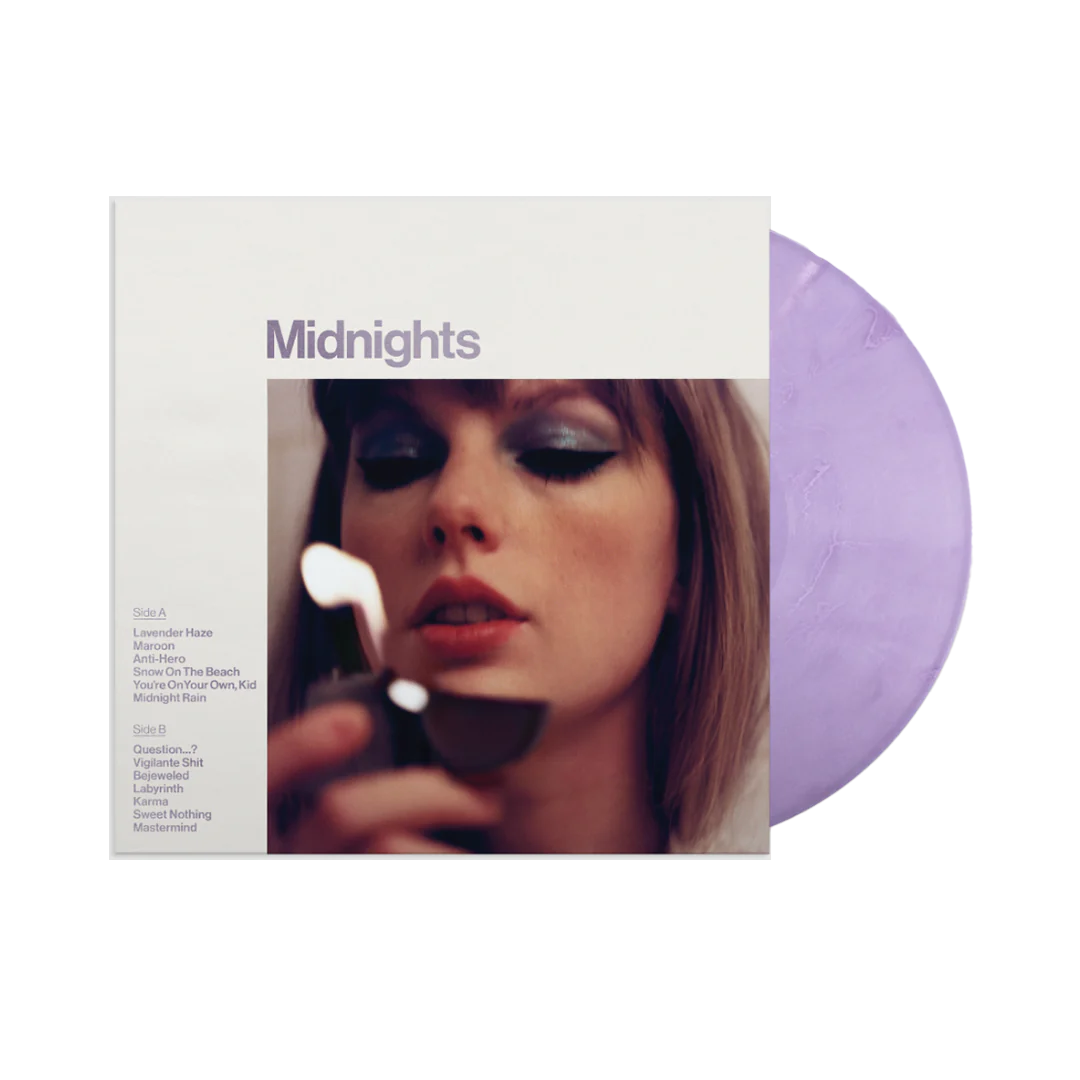 Midnights
Side A
Lavender Haze
Maroon
Anti-Hero
Snow On The Beach
You're On Your Own, Kid
Midnight Rain
Side B
Question...?
Vigilante Shit
Bejeweled
Labyrinth
Karma
Sweet Nothing
Mastermind